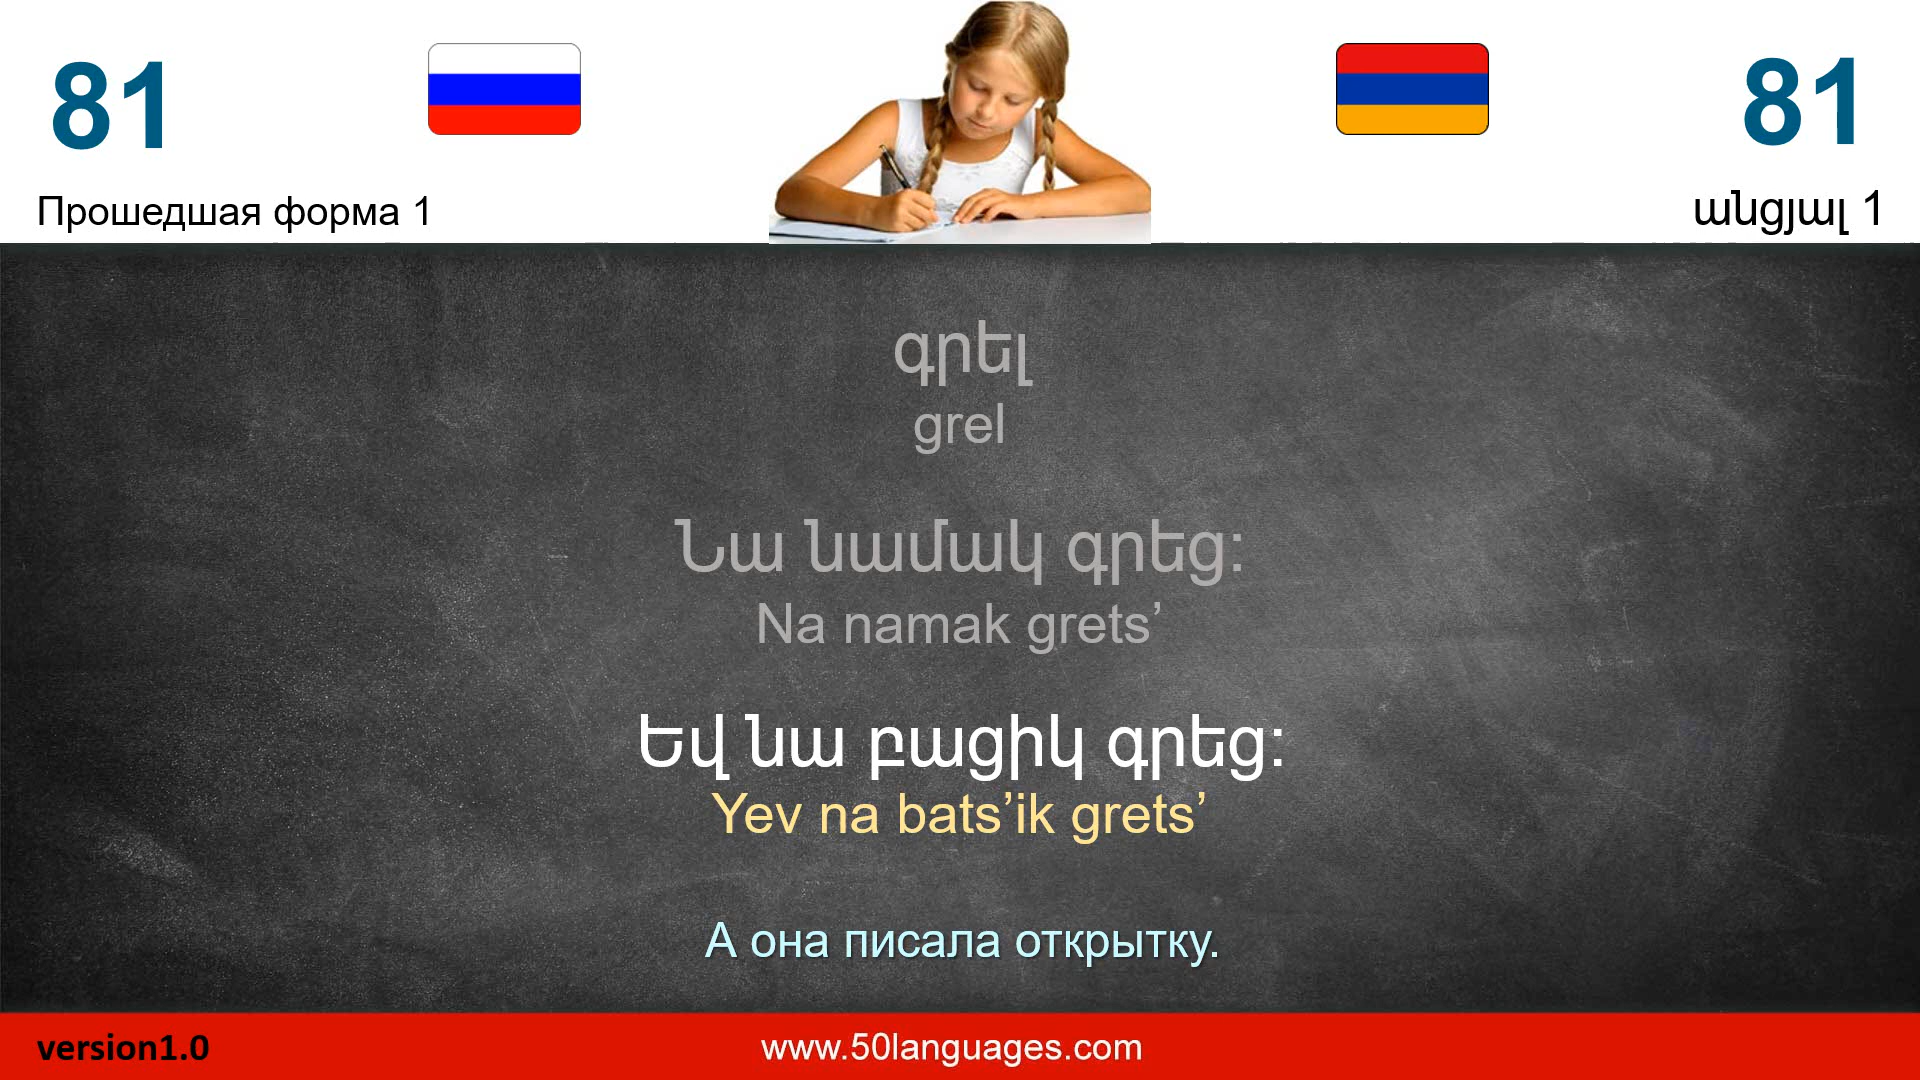 81
81
Прошедшая форма 1
անցյալ 1
գրել
grel
Նա նամակ գրեց:
Na namak grets’
Եվ նա բացիկ գրեց:
Yev na bats’ik grets’
А она писала открытку.
version1.0
www.50languages.com